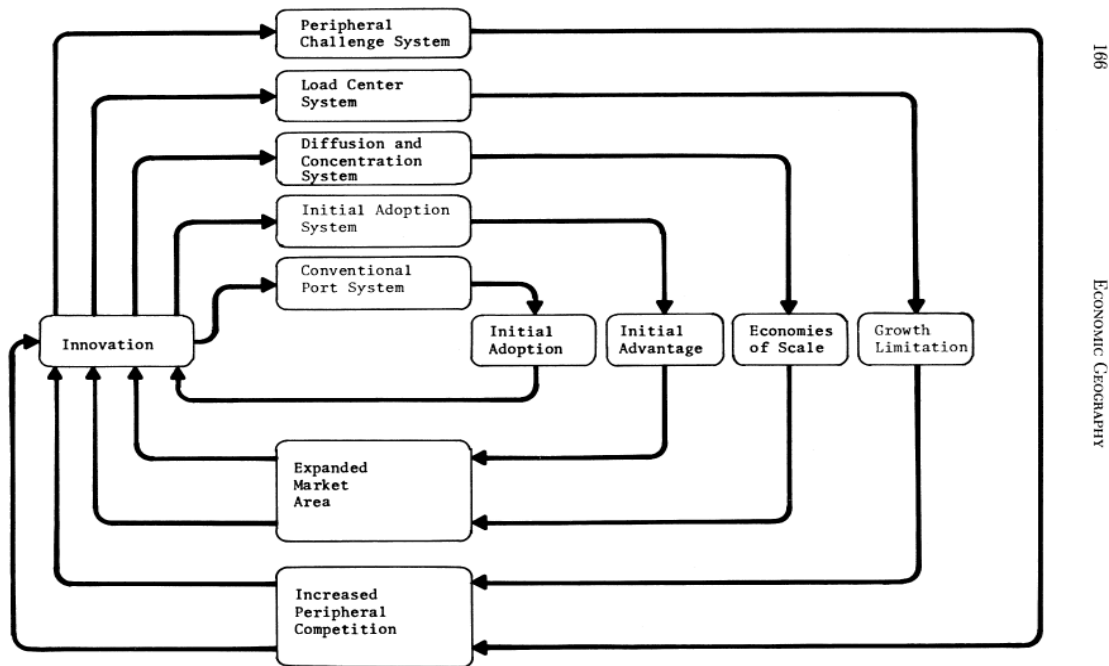 Peripheral
Challenge System
Load Center
System
Diffusion and
Concentration
System
Initial Adoption
System
Conventional
Port System
Innovation
Initial
Adoption
Initial
Advantage
Economies
of Scale
Growth
Limitation
Expanded
Market
Area
Increased
Peripheral
Competition
166
ECONOMIC GEOGRAPHY